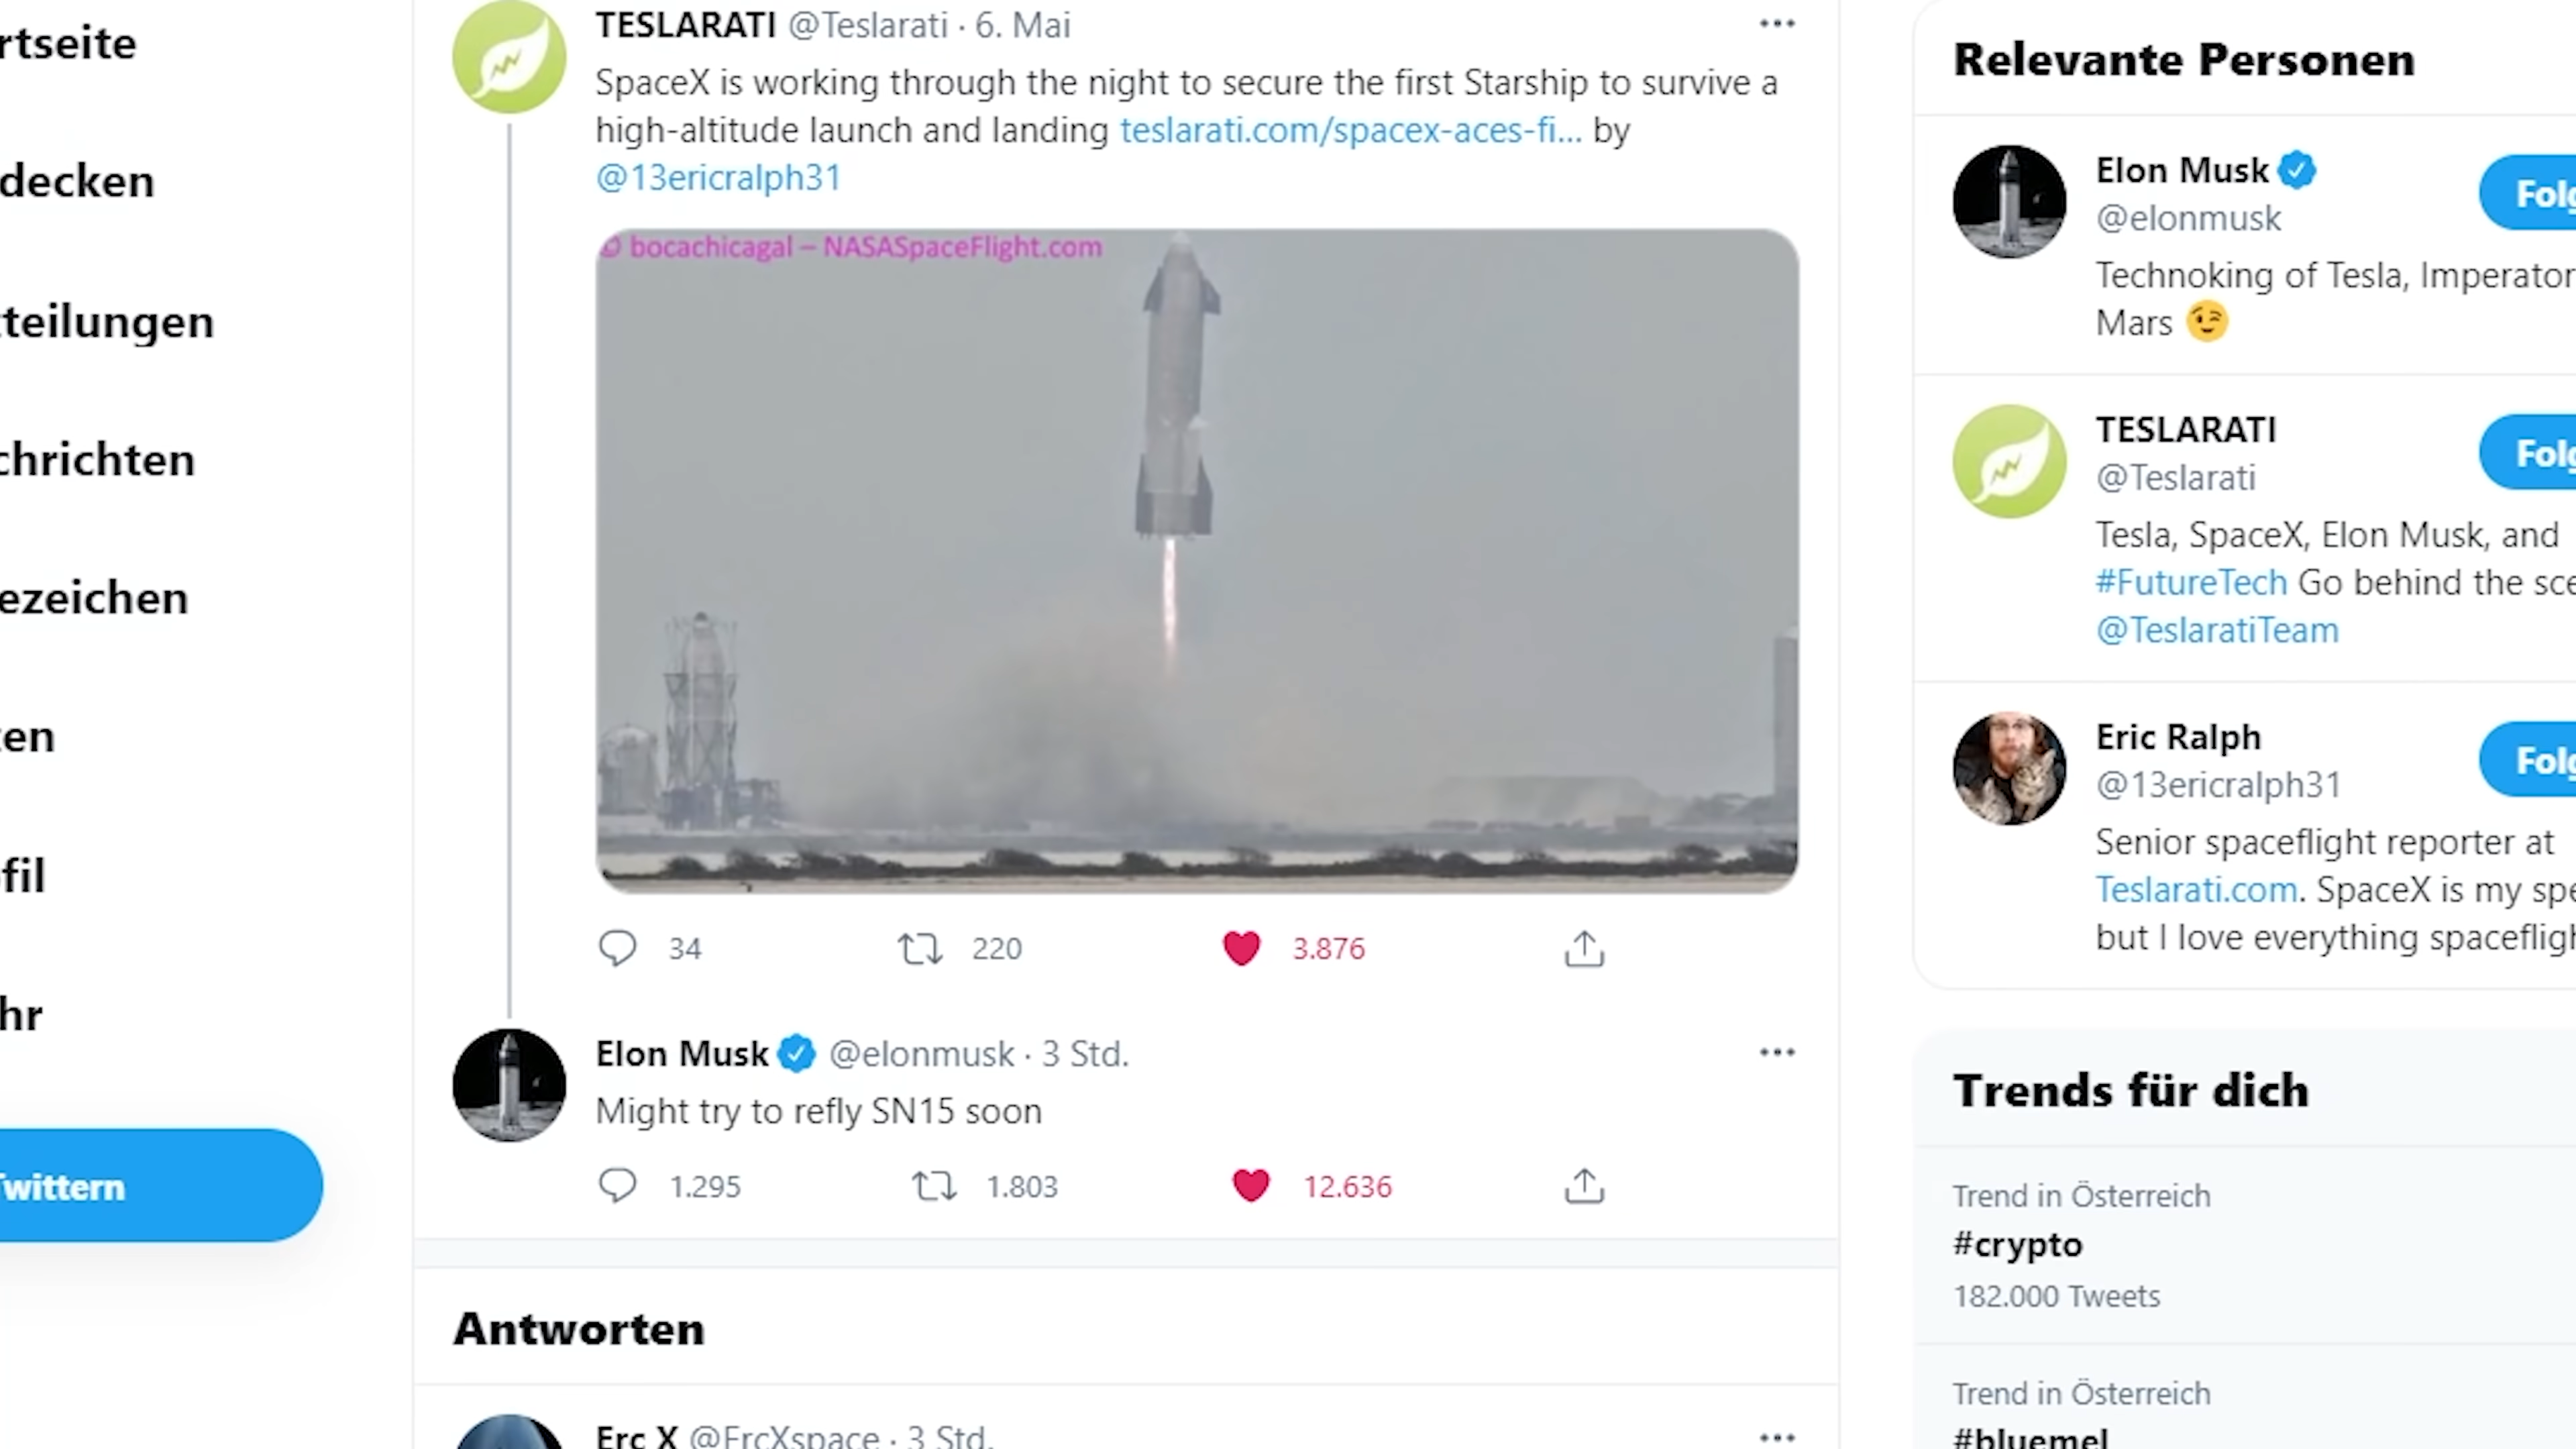 rtseite
decken
teilungen
chrichten
ezeichen
en
fil
hr
Twittern
TESLARATI @Teslarati · 6. Mai
SpaceX is working through the night to secure the first Starship to survive a
high-altitude launch and landing teslarati.com/spacex-aces-fi... by
@13ericralph31
© bocachicagal – NASASpaceFlight.com
34 220 3.876
Elon Musk @elonmusk · 3 Std.
Might try to refly SN15 soon
1.295 1.803 12.636
Antworten
Erc X @ErcXspace · 3 Std.
Relevante Personen
Elon Musk
@elonmusk
Folg
Technoking of Tesla, Imperator
Mars 😉
TESLARATI
@Teslarati
Folg
Tesla, SpaceX, Elon Musk, and
#FutureTech Go behind the sce
@TeslaratiTeam
Eric Ralph
@13ericralph31
Folg
Senior spaceflight reporter at
Teslarati.com. SpaceX is my spe
but I love everything spacefligh
Trends für dich
Trend in Österreich
#crypto
182.000 Tweets
Trend in Österreich
#bluemel